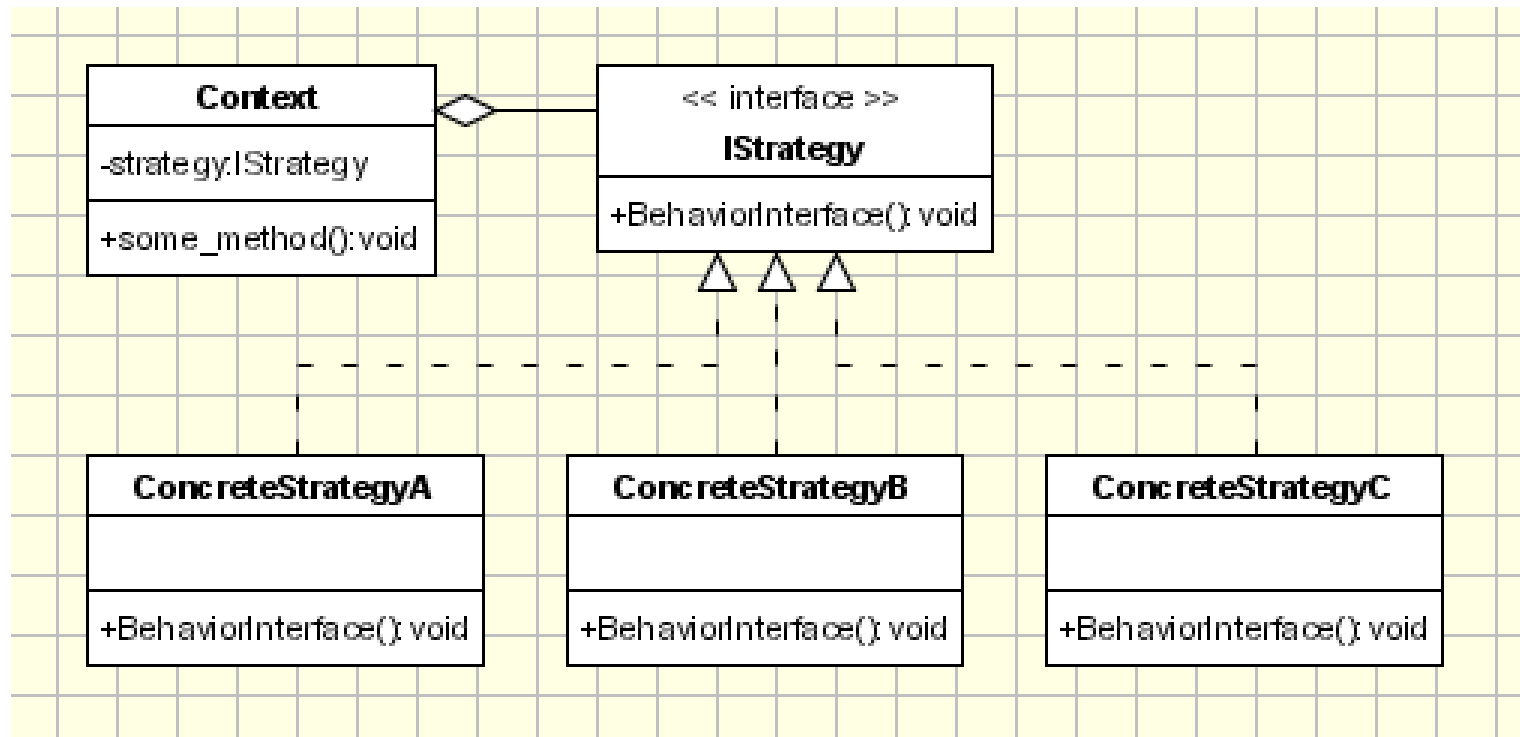 Context
-strategy:IStrategy
+some_method():void
<< interface >>
IStrategy
+BehaviorInterface(): void
ConcreteStrategyA
+BehaviorInterface(): void
ConcreteStrategyB
+BehaviorInterface(): void
ConcreteStrategyC
+BehaviorInterface(): void